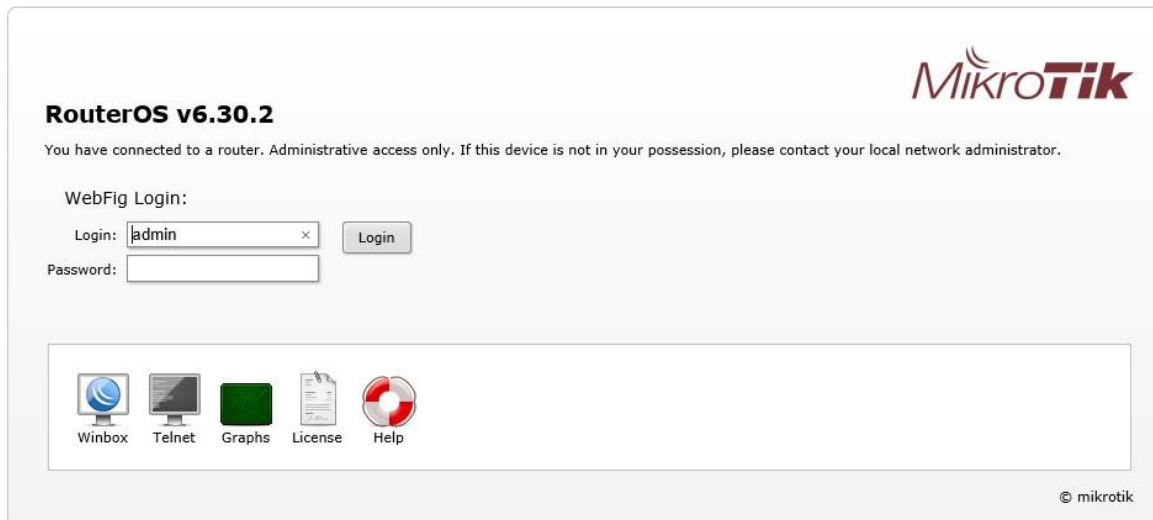 MikroTik
RouterOS v6.30.2
You have connected to a router. Administrative access only. If this device is not in your possession, please contact your local network administrator.
WebFig Login:
Login: admin × Login
Password:
Winbox Telnet Graphs License Help
© mikrotik